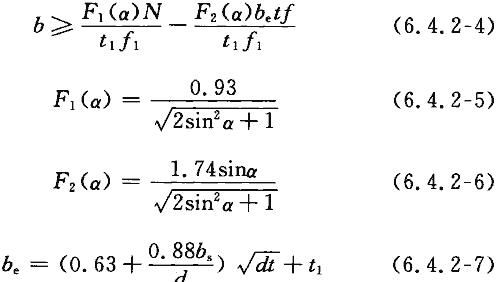 b ≥ F₁(α)N / t₁f₁ − F₂(α)bₑtf / t₁f₁ (6.4.2-4)
F₁(α) = 0.93 / √(2sin²α + 1) (6.4.2-5)
F₂(α) = 1.74sinα / √(2sin²α + 1) (6.4.2-6)
bₑ = (0.63 + 0.88bₛ / d) √(dt) + t₁ (6.4.2-7)